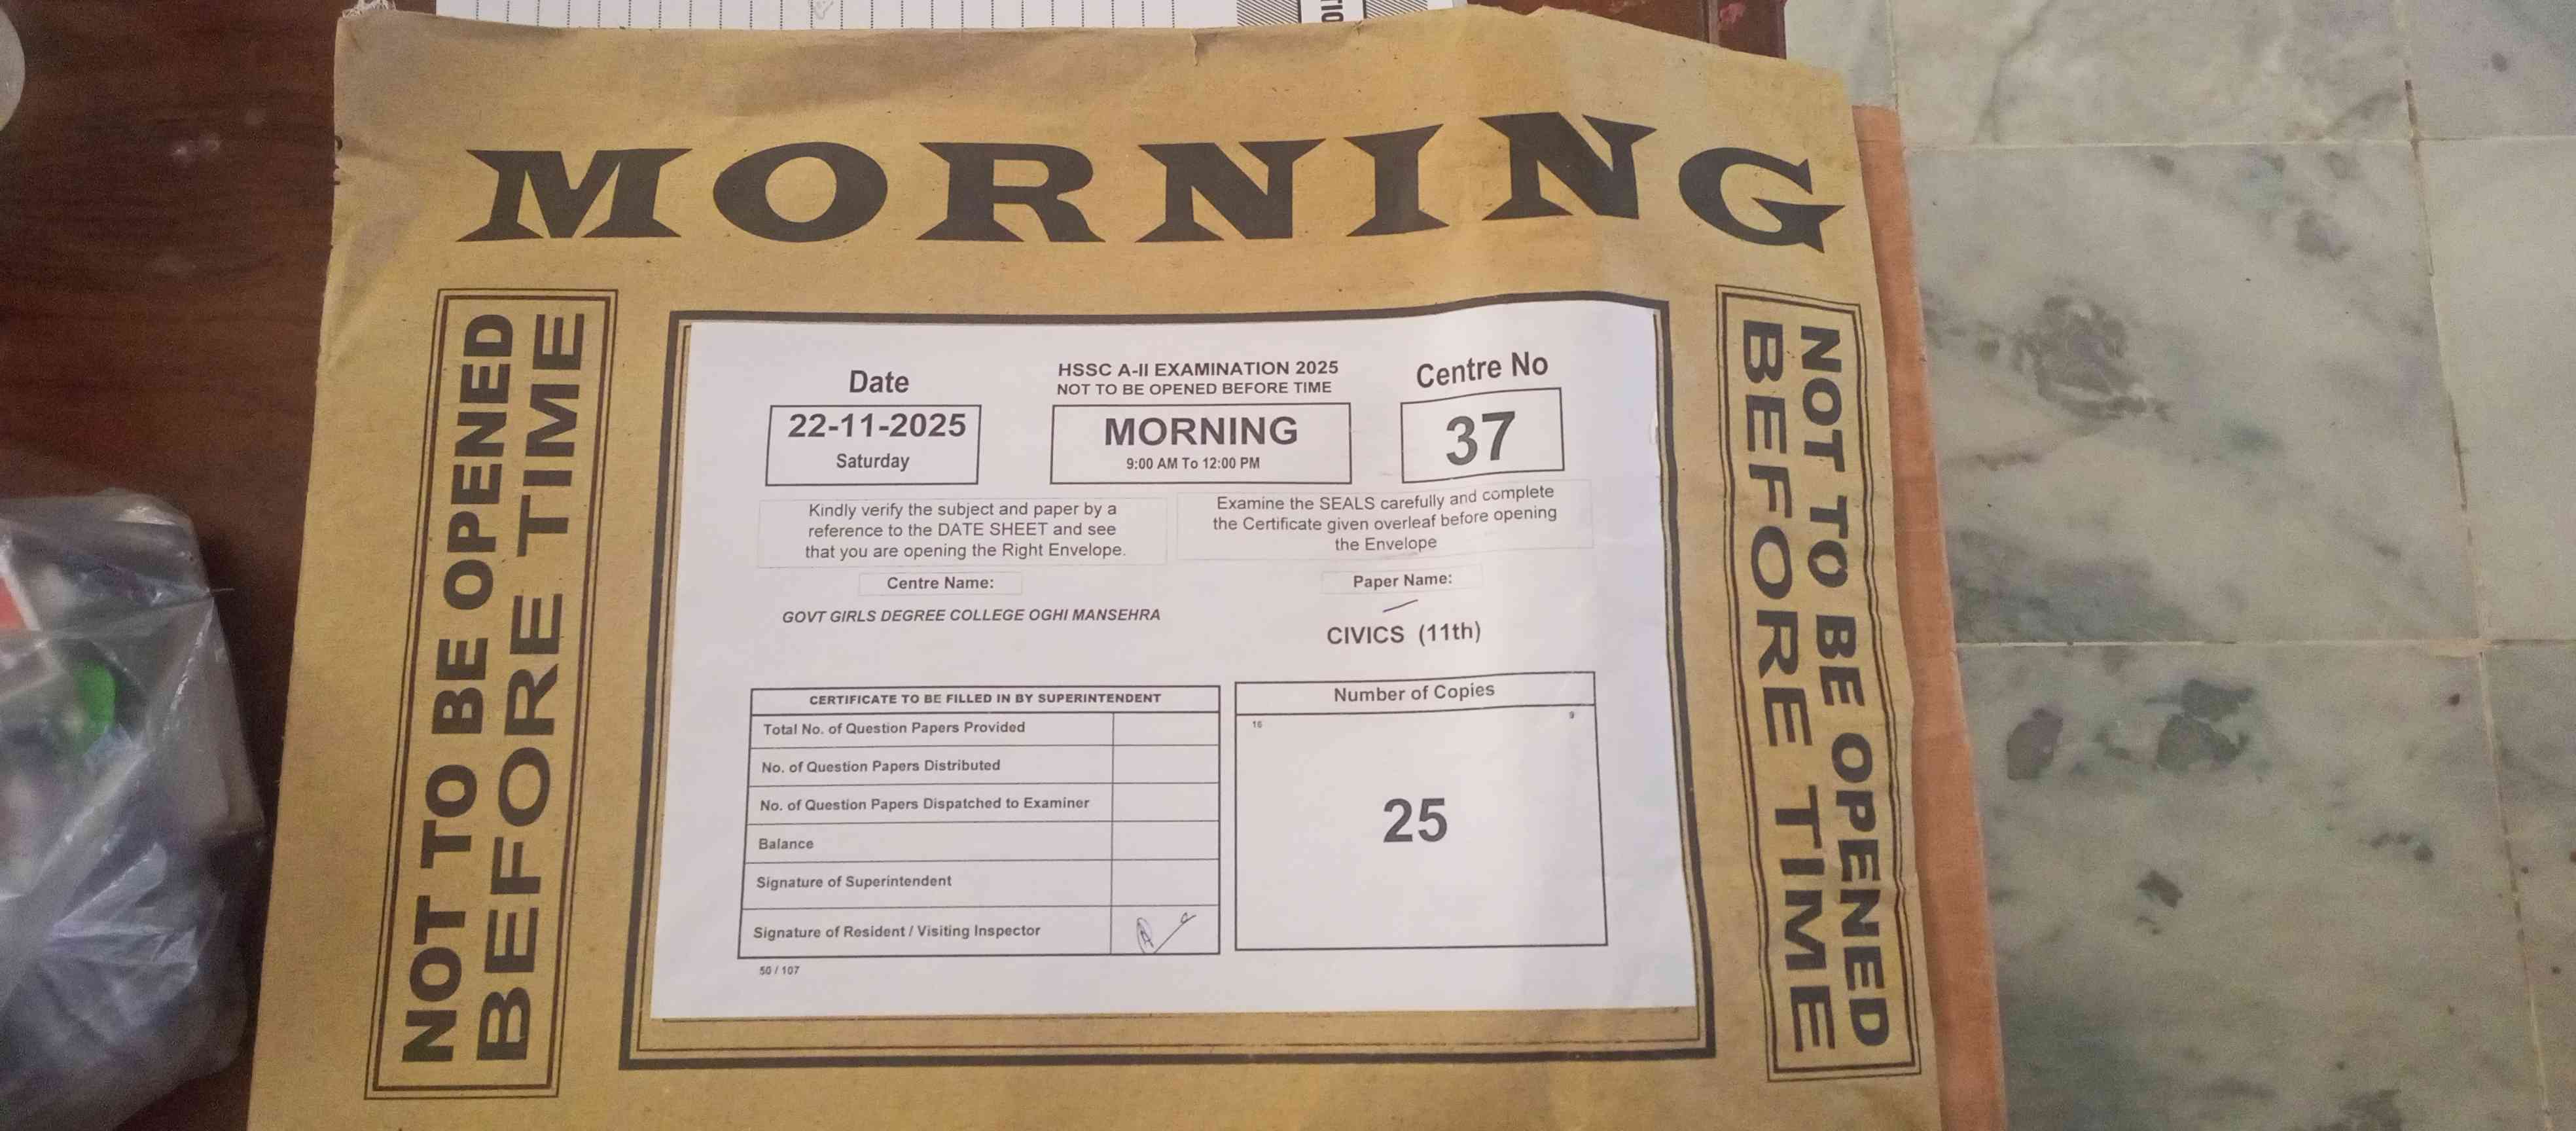 MORNING
NOT TO BE OPENED
BEFORE TIME
Date
22-11-2025
Saturday
HSSC A-II EXAMINATION 2025
NOT TO BE OPENED BEFORE TIME
MORNING
9:00 AM To 12:00 PM
Centre No
37
Kindly verify the subject and paper by a
reference to the DATE SHEET and see
that you are opening the Right Envelope.
Examine the SEALS carefully and complete
the Certificate given overleaf before opening
the Envelope
Centre Name:
GOVT GIRLS DEGREE COLLEGE OGHI MANSEHRA
Paper Name:
CIVICS (11th)
CERTIFICATE TO BE FILLED IN BY SUPERINTENDENT
Total No. of Question Papers Provided
No. of Question Papers Distributed
No. of Question Papers Dispatched to Examiner
Balance
Signature of Superintendent
Signature of Resident / Visiting Inspector
50 / 107
Number of Copies
16
9
25
NOT TO BE OPENED
BEFORE TIME